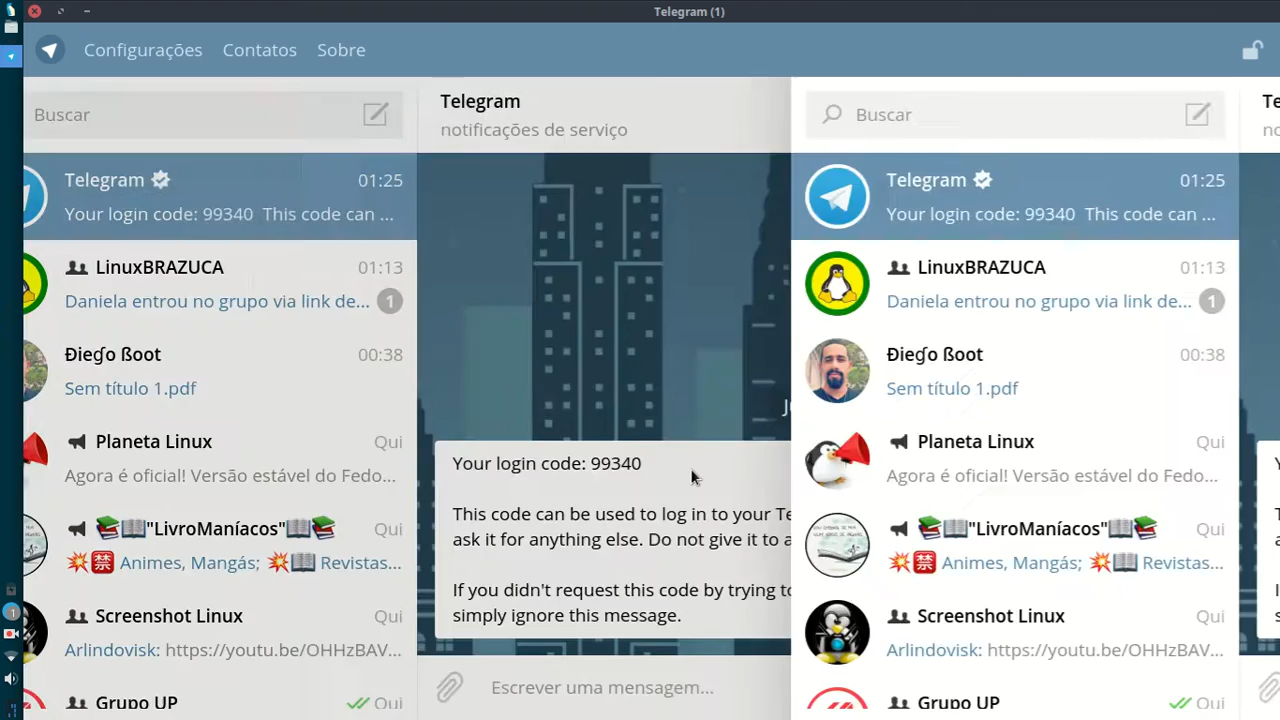 Telegram (1)
Configurações Contatos Sobre
Buscar
Telegram 01:25
Your login code: 99340 This code can ...
LinuxBRAZUCA 01:13
Daniela entrou no grupo via link de... 1
Đieɠo ßoot 00:38
Sem título 1.pdf
Planeta Linux Qui
Agora é oficial! Versão estável do Fedo...
"LivroManíacos" Qui
💥🈲 Animes, Mangás; 💥📖 Revistas...
Screenshot Linux Qui
Arlindovisk: https://youtu.be/OHHzBAV...
Grupo UP Qui
Telegram
notificações de serviço
Your login code: 99340
This code can be used to log in to your Te
ask it for anything else. Do not give it to a
If you didn't request this code by trying to
simply ignore this message.
Escrever uma mensagem...
Buscar
Telegram 01:25
Your login code: 99340 This code can ...
LinuxBRAZUCA 01:13
Daniela entrou no grupo via link de... 1
Đieɠo ßoot 00:38
Sem título 1.pdf
Planeta Linux Qui
Agora é oficial! Versão estável do Fedo...
"LivroManíacos" Qui
💥🈲 Animes, Mangás; 💥📖 Revistas...
Screenshot Linux Qui
Arlindovisk: https://youtu.be/OHHzBAV...
Grupo UP Qui
Te